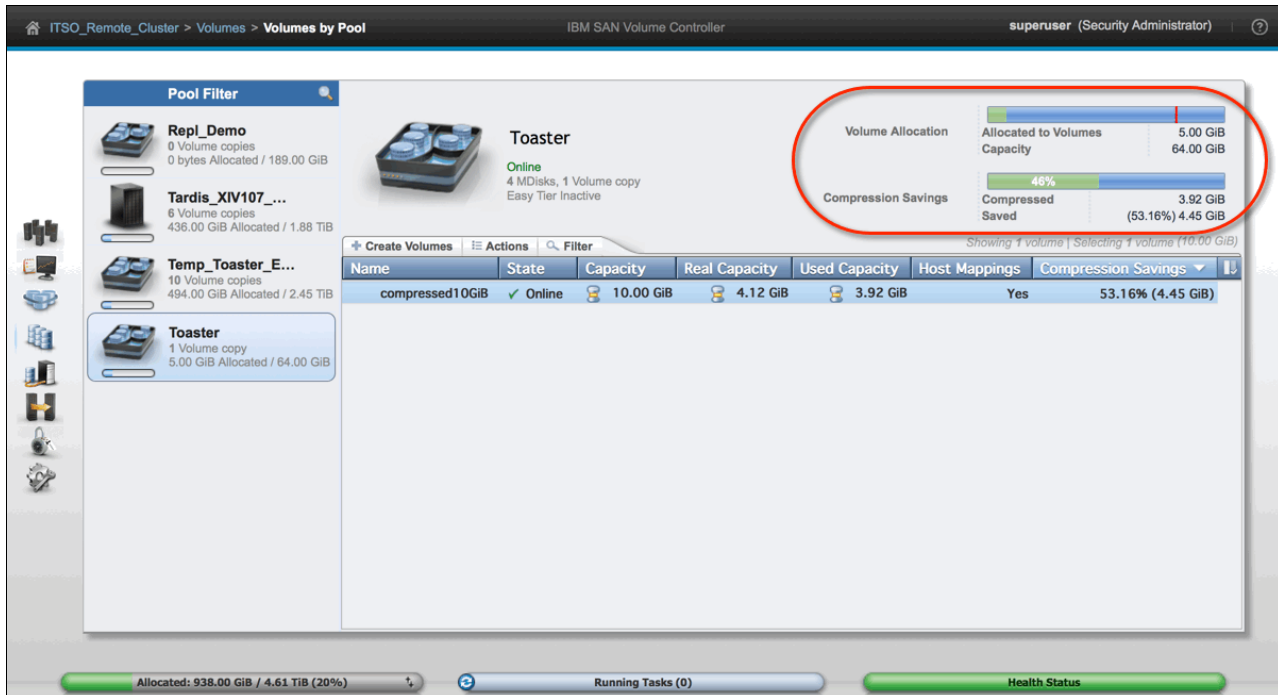 ITSO_Remote_Cluster > Volumes > Volumes by Pool
IBM SAN Volume Controller
superuser (Security Administrator)
?
Pool Filter
Repl_Demo
0 Volume copies
0 bytes Allocated / 189.00 GiB
Tardis_XIV107_...
6 Volume copies
436.00 GiB Allocated / 1.88 TiB
Temp_Toaster_E...
10 Volume copies
494.00 GiB Allocated / 2.45 TiB
Toaster
1 Volume copy
5.00 GiB Allocated / 64.00 GiB
Toaster
Online
4 MDisks, 1 Volume copy
Easy Tier Inactive
Volume Allocation
Allocated to Volumes 5.00 GiB
Capacity 64.00 GiB
46%
Compression Savings
Compressed 3.92 GiB
Saved (53.16%) 4.45 GiB
Create Volumes Actions Filter
Showing 1 volume | Selecting 1 volume (10.00 GiB)
Name State Capacity Real Capacity Used Capacity Host Mappings Compression Savings
compressed10GiB Online 10.00 GiB 4.12 GiB 3.92 GiB Yes 53.16% (4.45 GiB)
Allocated: 938.00 GiB / 4.61 TiB (20%)
Running Tasks (0)
Health Status